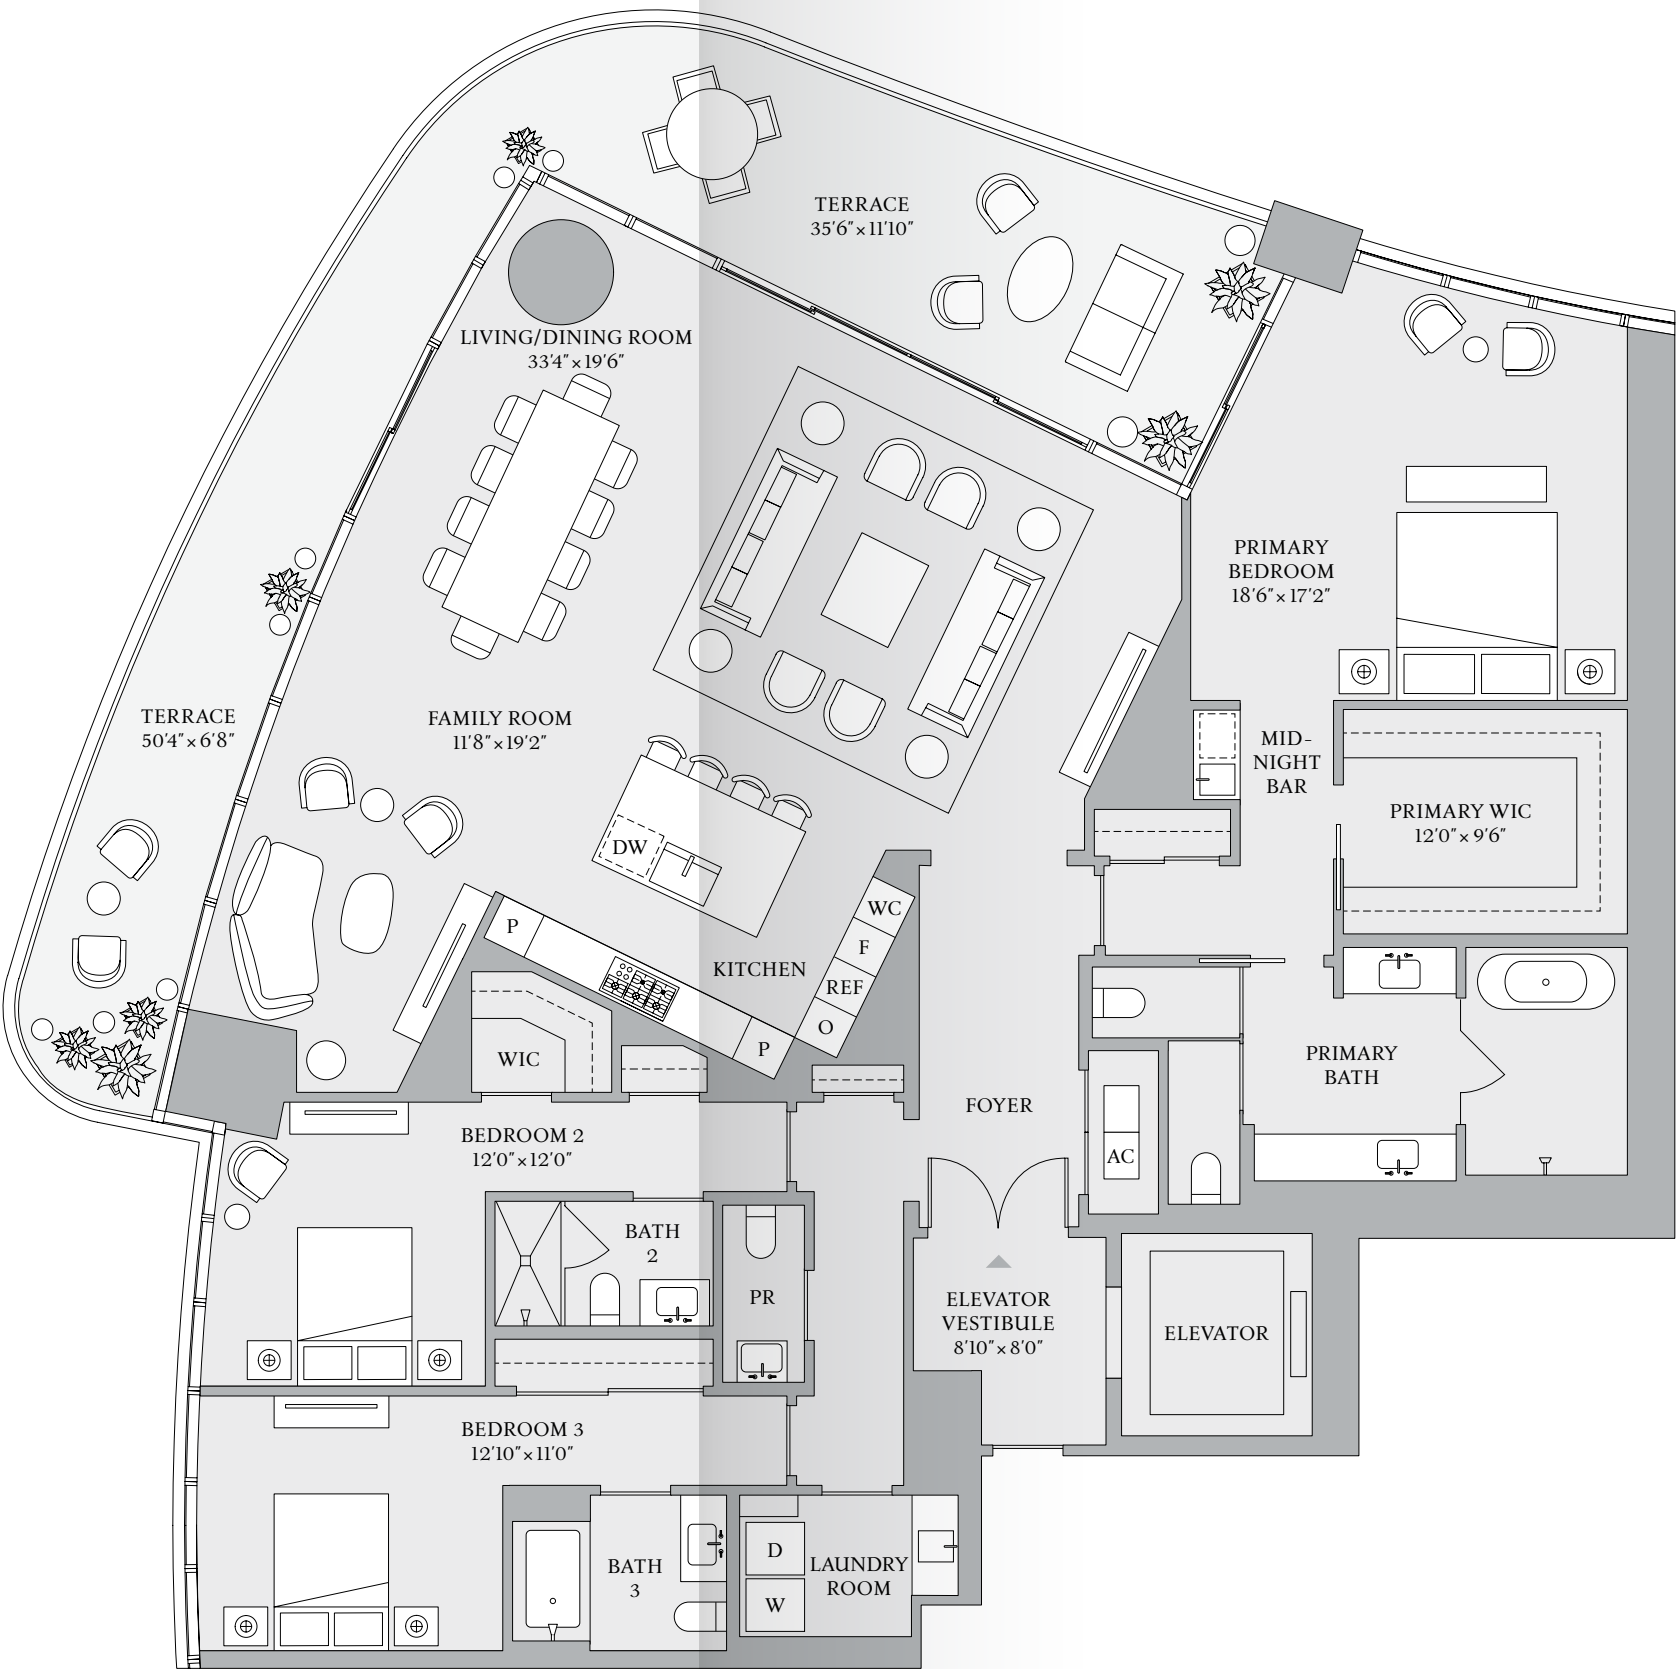 TERRACE
35'6"×11'10"
LIVING/DINING ROOM
33'4"×19'6"
PRIMARY
BEDROOM
18'6"×17'2"
TERRACE
50'4"×6'8"
FAMILY ROOM
11'8"×19'2"
MID-
NIGHT
BAR
PRIMARY WIC
12'0"×9'6"
DW
P
WC
F
REF
O
KITCHEN
P
WIC
PRIMARY
BATH
FOYER
AC
BEDROOM 2
12'0"×12'0"
BATH
2
PR
ELEVATOR
VESTIBULE
8'10"×8'0"
ELEVATOR
BEDROOM 3
12'10"×11'0"
BATH
3
D
W
LAUNDRY
ROOM